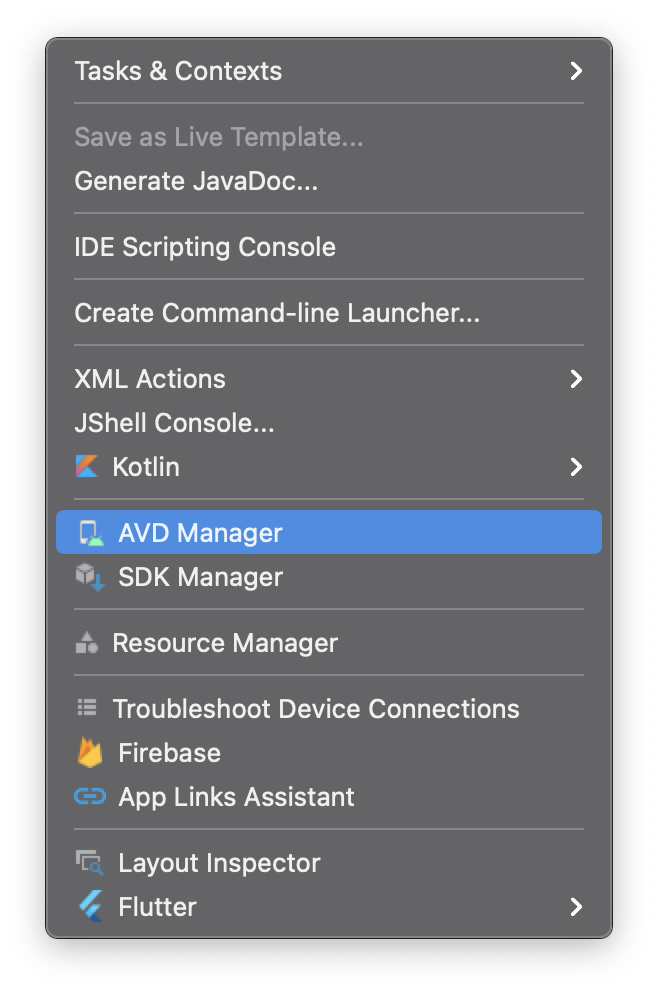 Tasks & Contexts
Save as Live Template...
Generate JavaDoc...
IDE Scripting Console
Create Command-line Launcher...
XML Actions
JShell Console...
Kotlin
AVD Manager
SDK Manager
Resource Manager
Troubleshoot Device Connections
Firebase
App Links Assistant
Layout Inspector
Flutter